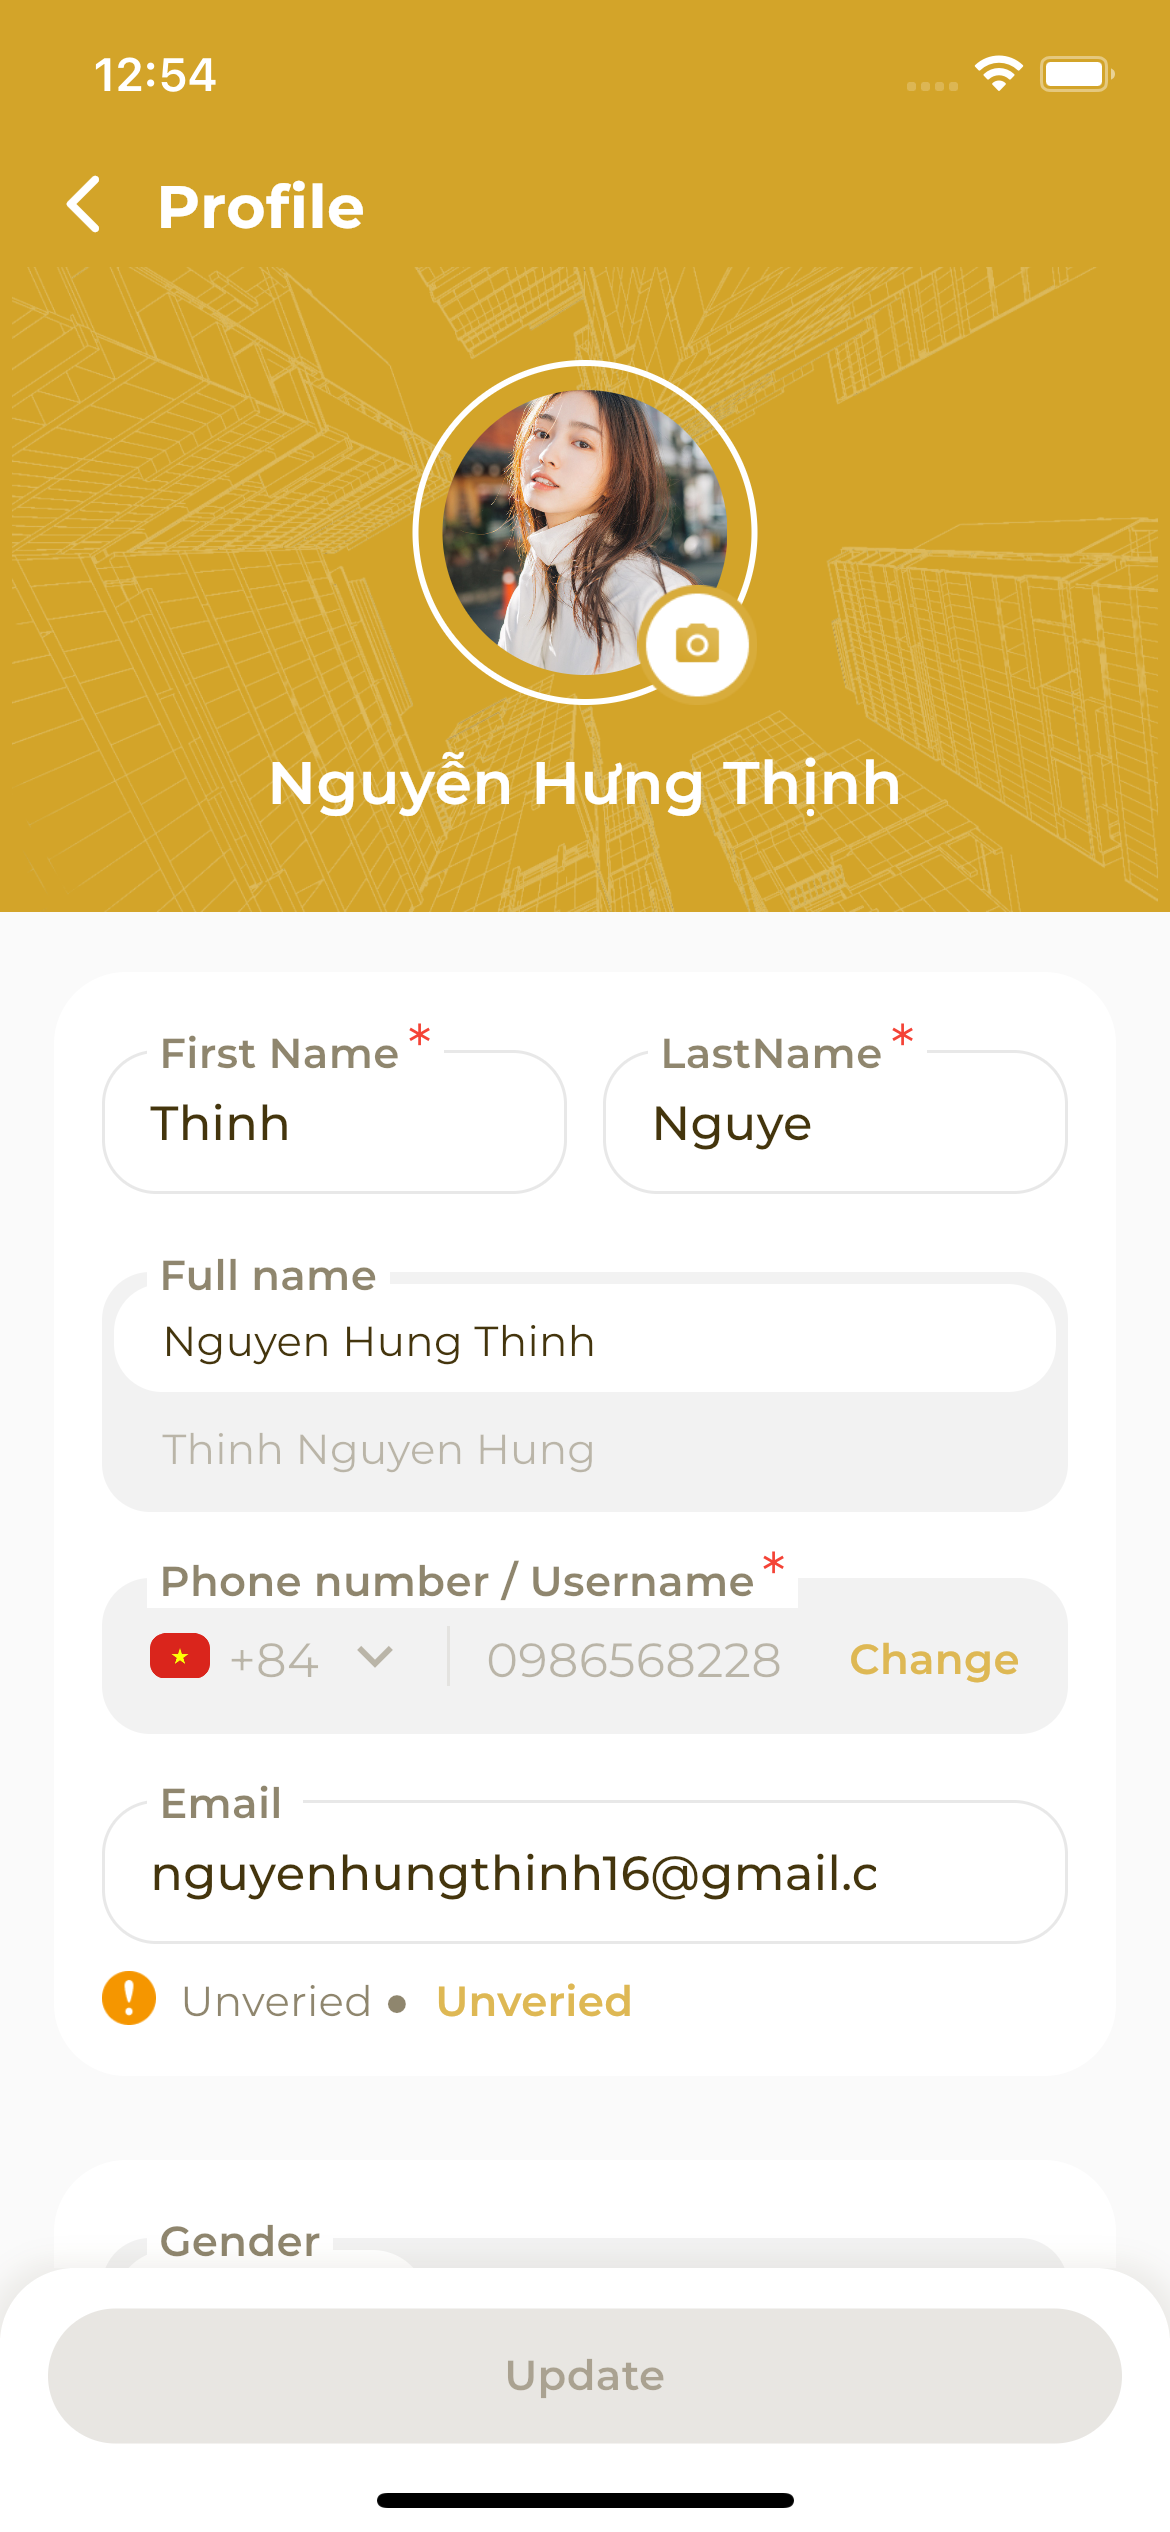 12:54
Profile
Nguyễn Hưng Thịnh
First Name *
LastName *
Thinh
Nguye
Full name
Nguyen Hung Thinh
Thinh Nguyen Hung
Phone number / Username *
+84
0986568228
Change
Email
nguyenhungthinh16@gmail.c
Unveried • Unveried
Gender
Update